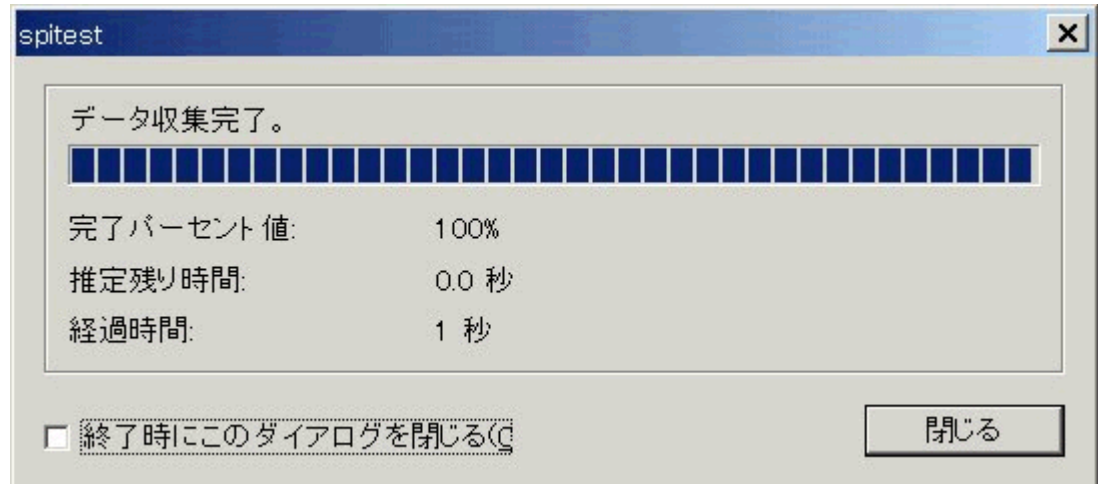 spitest
データ収集完了。
完了パーセント値: 100%
推定残り時間: 0.0 秒
経過時間: 1 秒
終了時にこのダイアログを閉じる(C
閉じる